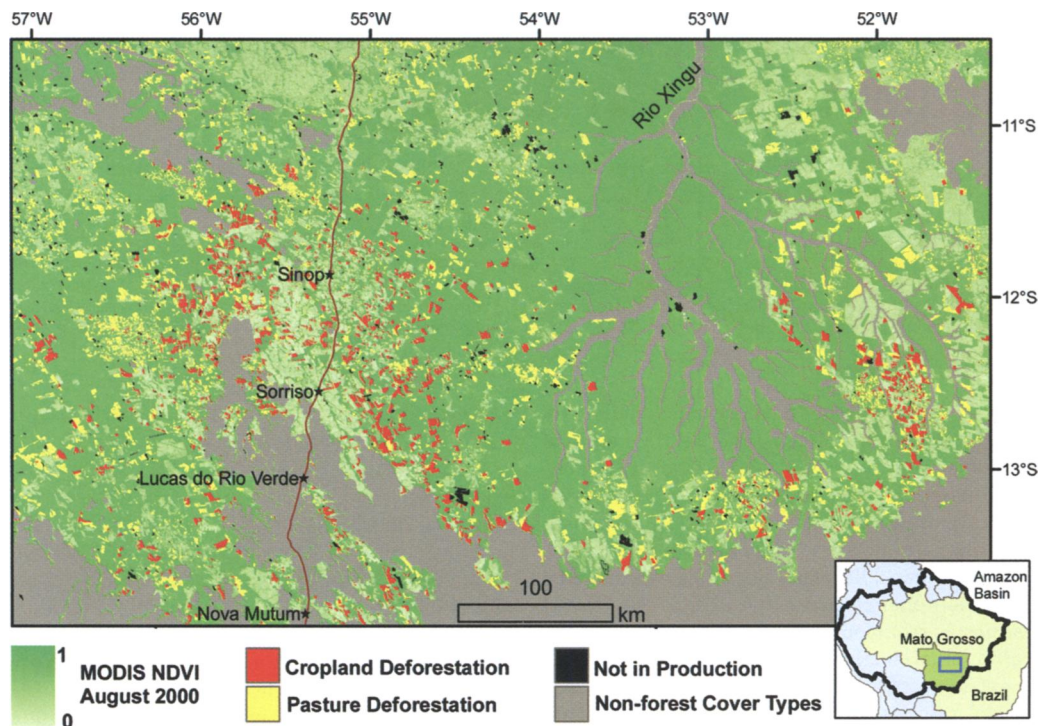 57°W 56°W 55°W 54°W 53°W 52°W
Rio Xingu
11°S
Sinop
12°S
Sorriso
Lucas do Rio Verde
13°S
Nova Mutum
100
km
Amazon
Basin
Mato Grosso
Brazil
1
MODIS NDVI
August 2000
0
Cropland Deforestation
Pasture Deforestation
Not in Production
Non-forest Cover Types